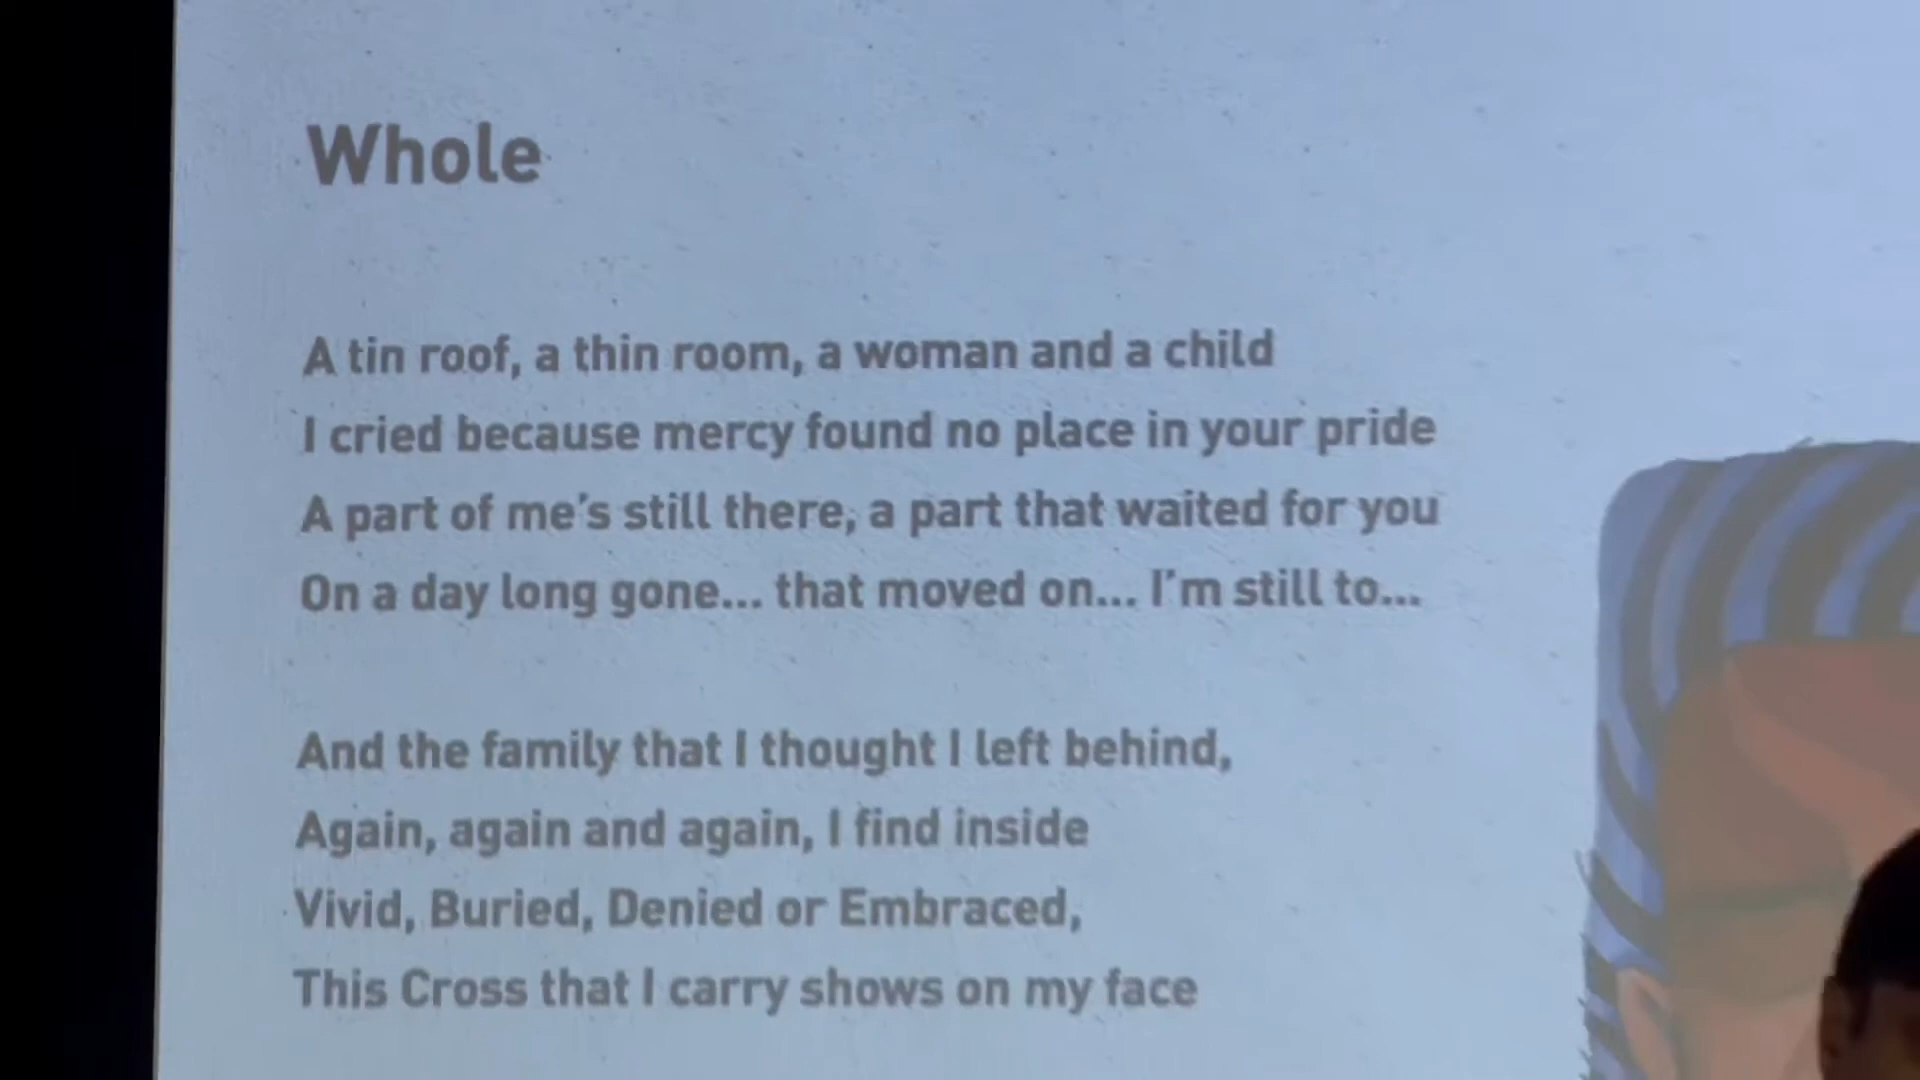 Whole
A tin roof, a thin room, a woman and a child
I cried because mercy found no place in your pride
A part of me's still there, a part that waited for you
On a day long gone... that moved on... I'm still to...
And the family that I thought I left behind,
Again, again and again, I find inside
Vivid, Buried, Denied or Embraced,
This Cross that I carry shows on my face